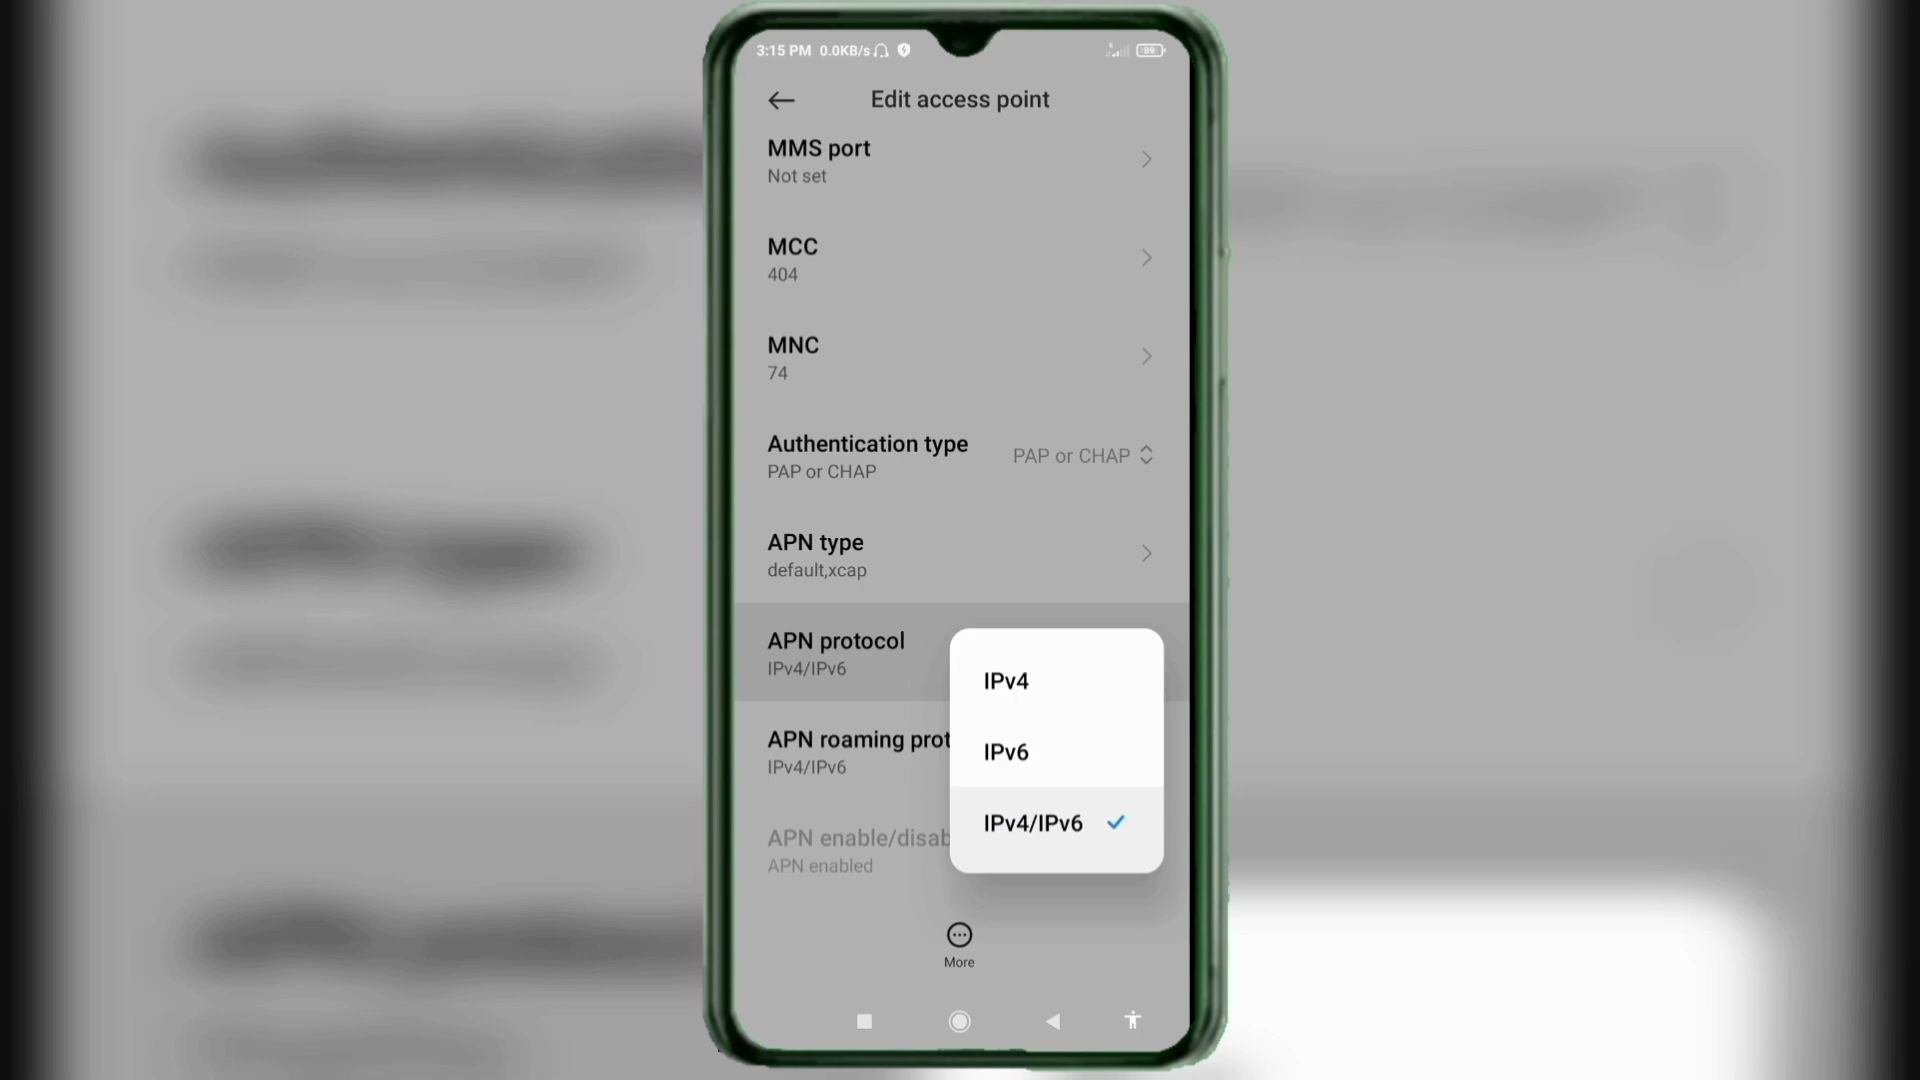 3:15 PM 0.0KB/s 89
Edit access point
MMS port
Not set
MCC
404
MNC
74
Authentication type
PAP or CHAP
PAP or CHAP
APN type
default,xcap
APN protocol
IPv4/IPv6
IPv4
IPv6
IPv4/IPv6
APN roaming prot
IPv4/IPv6
APN enable/disab
APN enabled
More